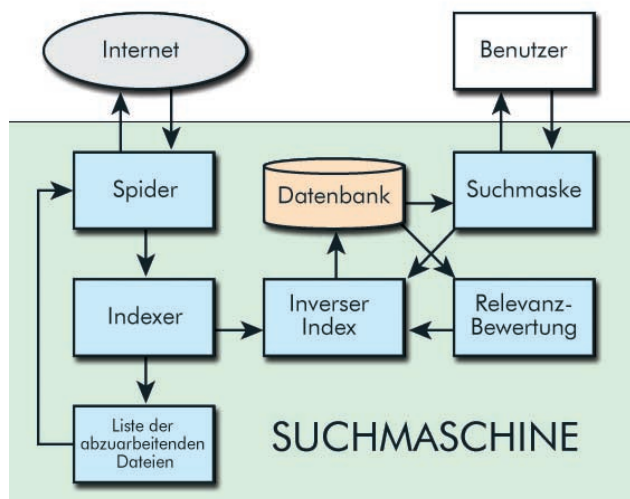 Internet
Benutzer
Spider
Datenbank
Suchmaske
Indexer
Inverser
Index
Relevanz-
Bewertung
Liste der
abzuarbeitenden
Dateien
SUCHMASCHINE